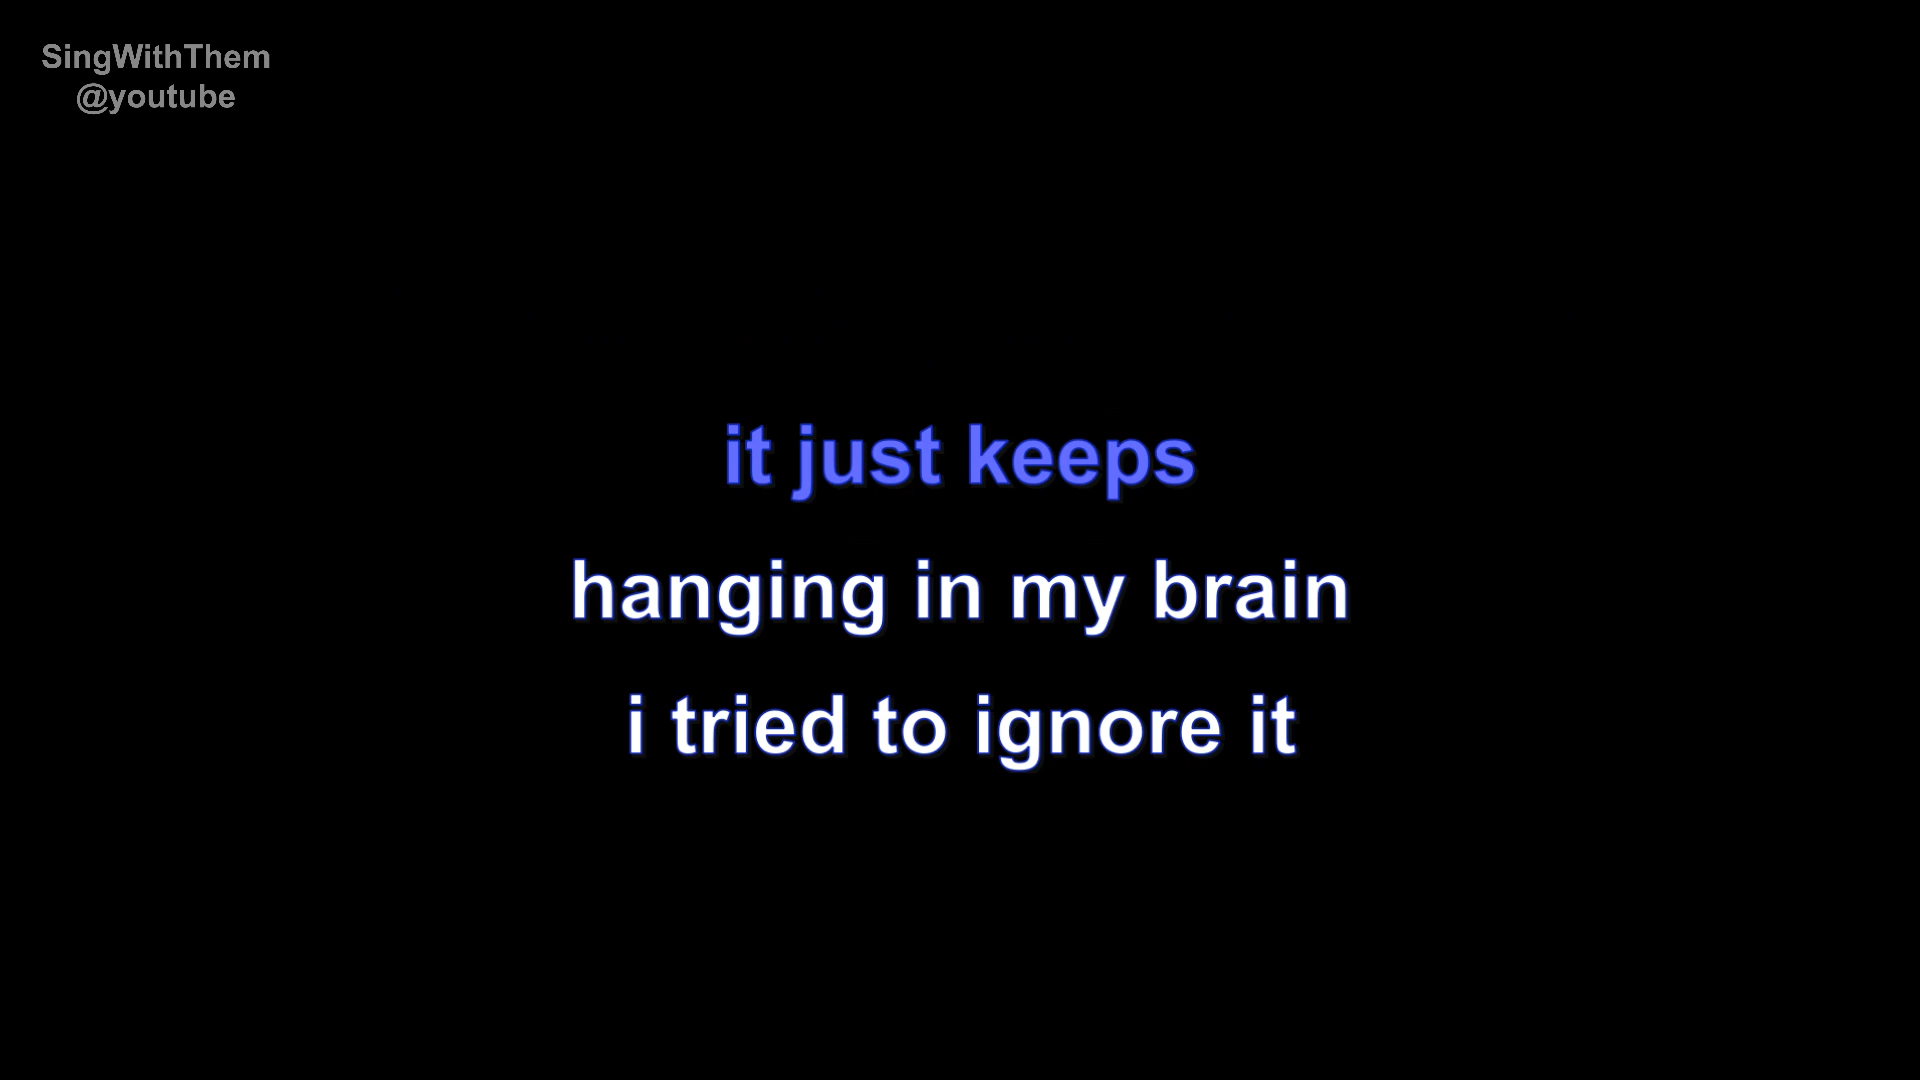 SingWithThem
@youtube
it just keeps
hanging in my brain
i tried to ignore it